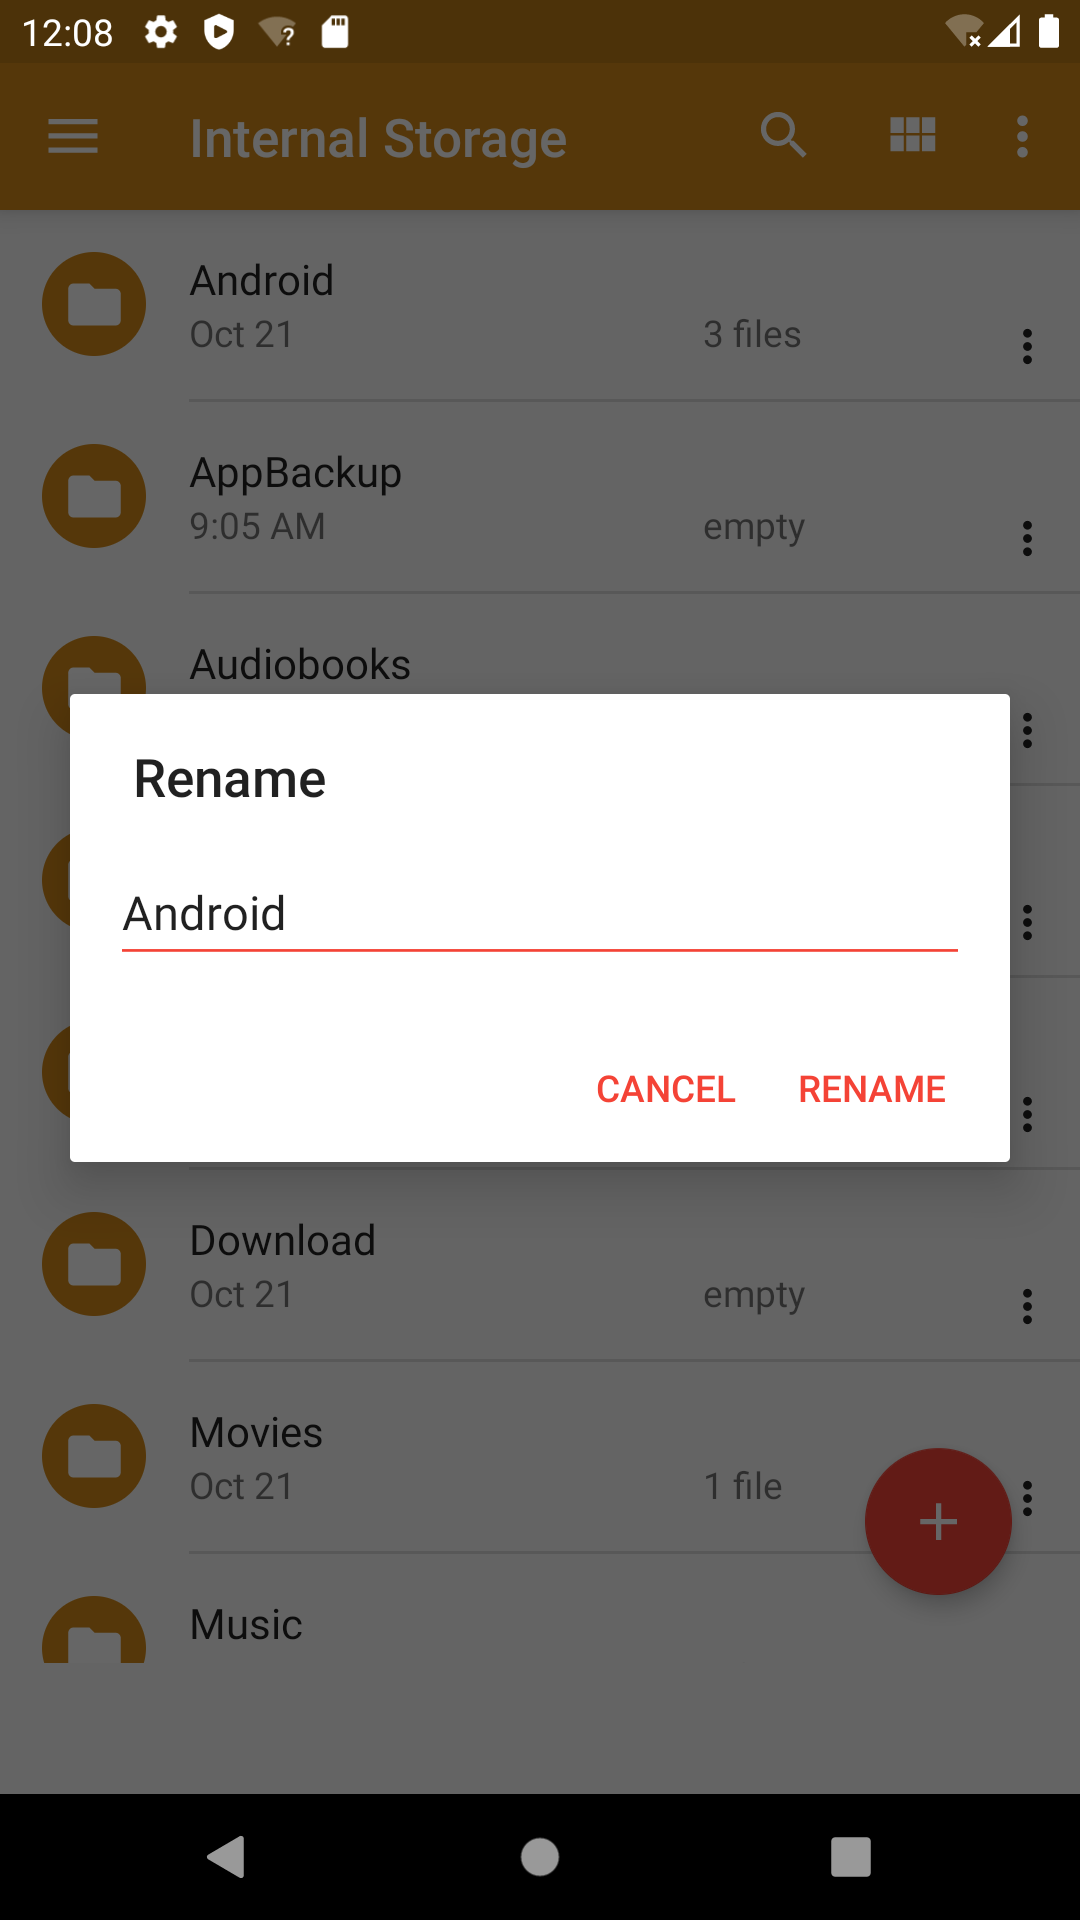 12:08
Internal Storage
Android
Oct 21
3 files
AppBackup
9:05 AM
empty
Audiobooks
Rename
Android
CANCEL
RENAME
Download
Oct 21
empty
Movies
Oct 21
1 file
Music